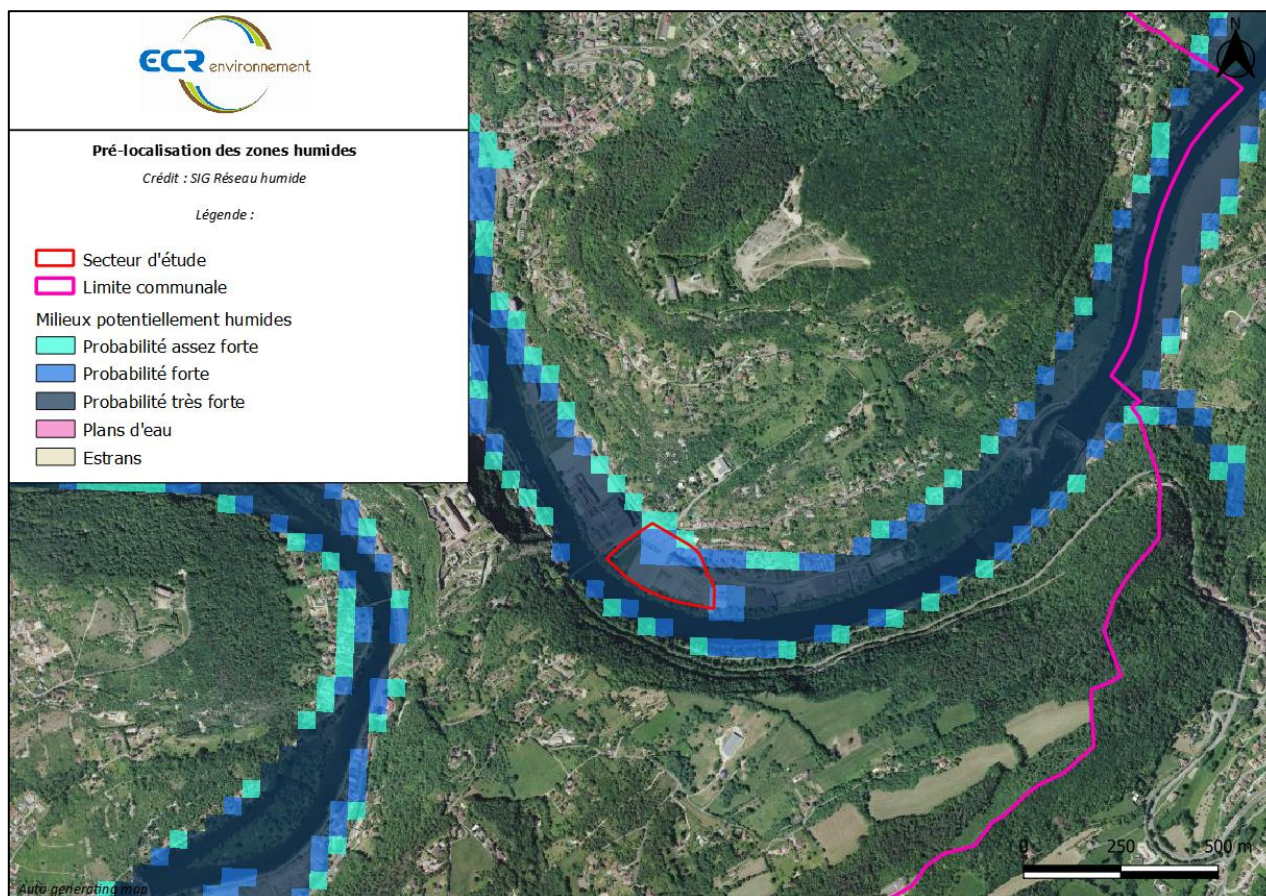 ECR environnement
Pré-localisation des zones humides
Crédit : SIG Réseau humide
Légende :
Secteur d'étude
Limite communale
Milieux potentiellement humides
Probabilité assez forte
Probabilité forte
Probabilité très forte
Plans d'eau
Estrans
N
0 250 500 m
Auto generating map